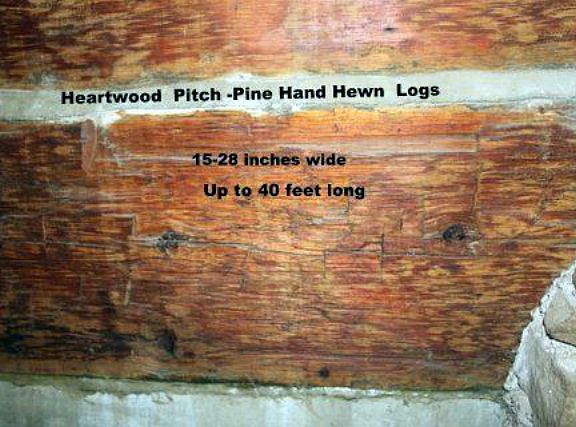 Heartwood Pitch -Pine Hand Hewn Logs
15-28 inches wide
Up to 40 feet long